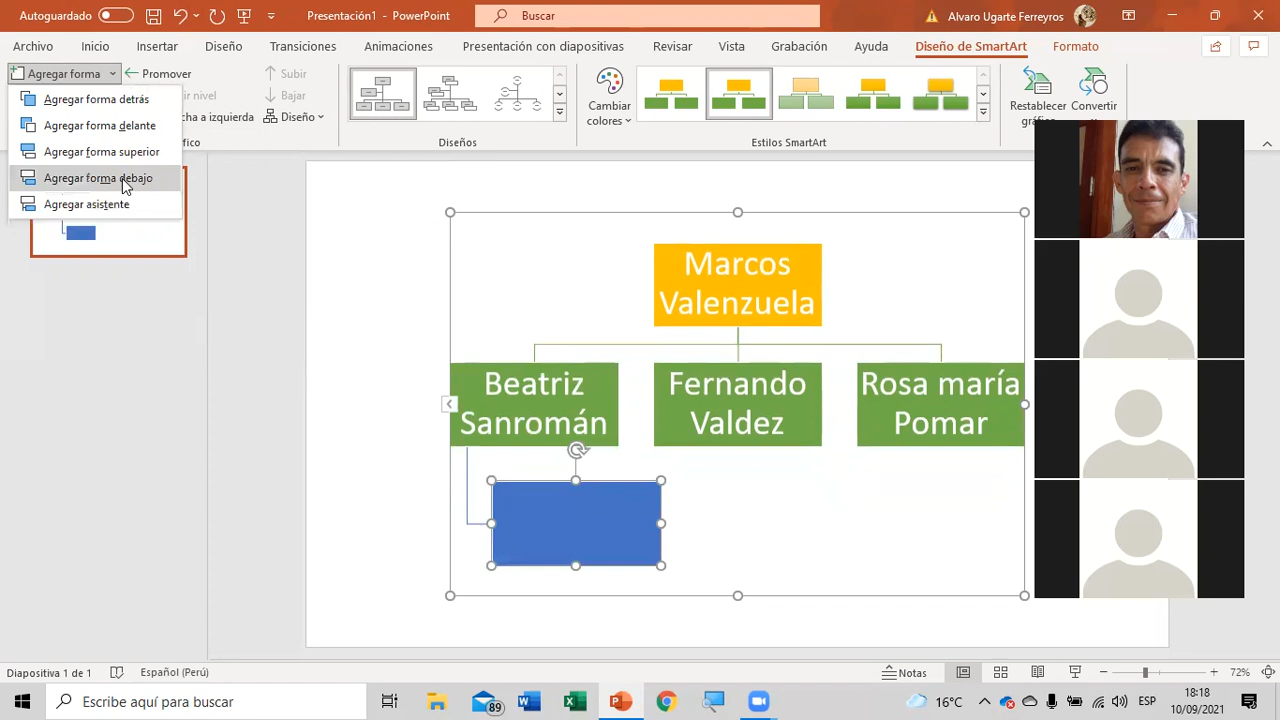 Autoguardado
Presentación1 - PowerPoint
Buscar
Alvaro Ugarte Ferreyros
Archivo Inicio Insertar Diseño Transiciones Animaciones Presentación con diapositivas Revisar Vista Grabación Ayuda Diseño de SmartArt Formato
Agregar forma
Promover
Subir
Bajar
Diseño
Agregar forma detrás
Agregar forma delante
Agregar forma superior
Agregar forma debajo
Agregar asistente
Cambiar
colores
Restablecer
Convertir
Diseños
Estilos SmartArt
Marcos
Valenzuela
Beatriz
Sanromán
Fernando
Valdez
Rosa maría
Pomar
Diapositiva 1 de 1
Español (Perú)
Notas
72%
Escribe aquí para buscar
89
16°C
ESP
18:18
10/09/2021